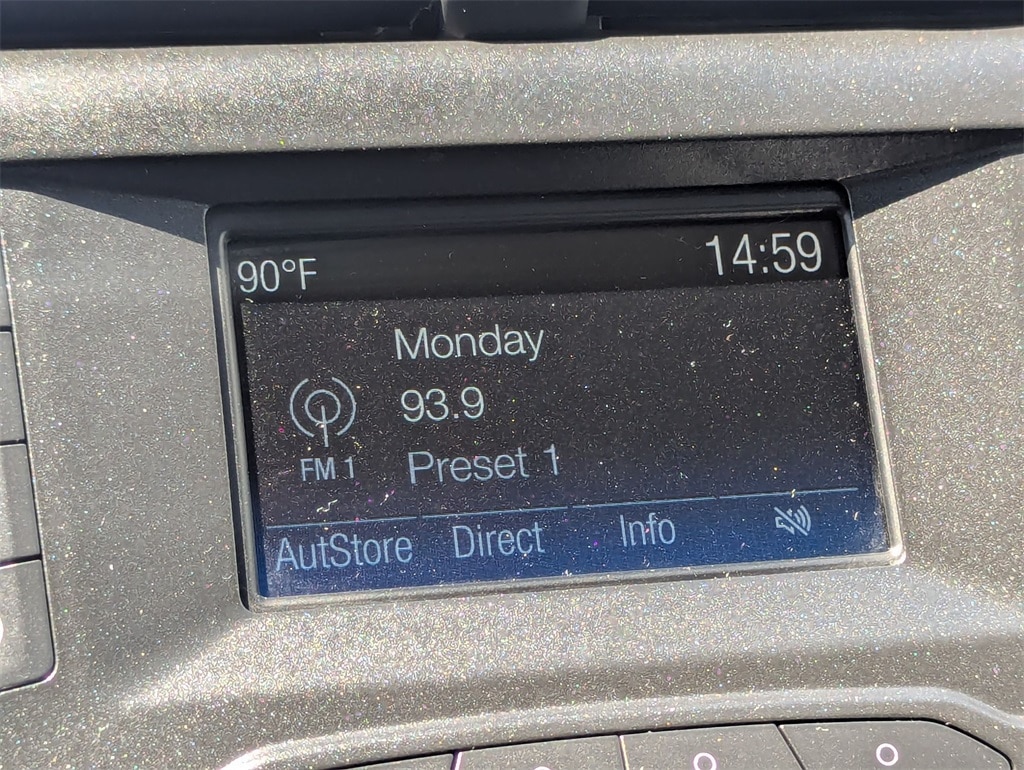 90°F 14:59
Monday
93.9
FM 1 Preset 1
AutStore Direct Info